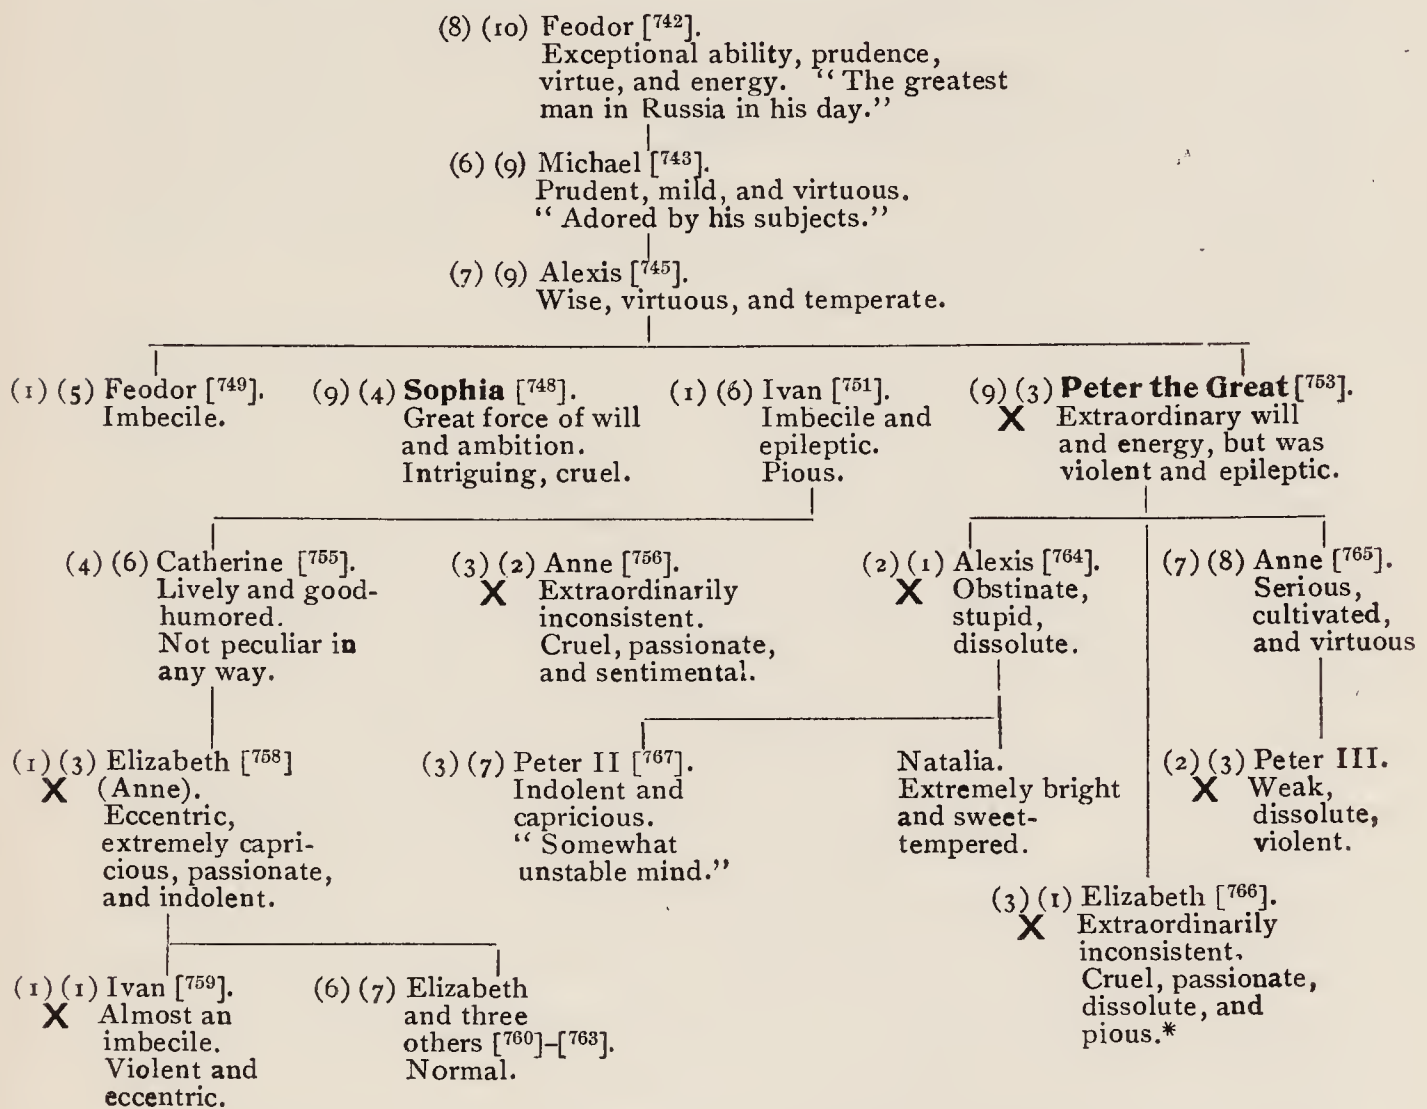 (8) (10) Feodor [742].
Exceptional ability, prudence,
virtue, and energy. “ The greatest
man in Russia in his day.”
(6) (9) Michael [743].
Prudent, mild, and virtuous.
“ Adored by his subjects.”
(7) (9) Alexis [745].
Wise, virtuous, and temperate.
(1) (5) Feodor [749].
Imbecile.
(9) (4) Sophia [748].
Great force of will
and ambition.
Intriguing, cruel.
(1) (6) Ivan [751].
Imbecile and
epileptic.
Pious.
(9) (3) Peter the Great [753].
X Extraordinary will
and energy, but was
violent and epileptic.
(4) (6) Catherine [755].
Lively and good-
humored.
Not peculiar in
any way.
(3) (2) Anne [756].
X Extraordinarily
inconsistent.
Cruel, passionate,
and sentimental.
(2) (1) Alexis [764].
X Obstinate,
stupid,
dissolute.
(7) (8) Anne [765].
Serious,
cultivated,
and virtuous
(1) (3) Elizabeth [758]
X (Anne).
Eccentric,
extremely capri-
cious, passionate,
and indolent.
(3) (7) Peter II [767].
Indolent and
capricious.
“ Somewhat
unstable mind.”
Natalia.
Extremely bright
and sweet-
tempered.
(2) (3) Peter III.
X Weak,
dissolute,
violent.
(3) (1) Elizabeth [766].
X Extraordinarily
inconsistent.
Cruel, passionate,
dissolute, and
pious.*
(1) (1) Ivan [759].
X Almost an
imbecile.
Violent and
eccentric.
(6) (7) Elizabeth
and three
others [760]–[763].
Normal.